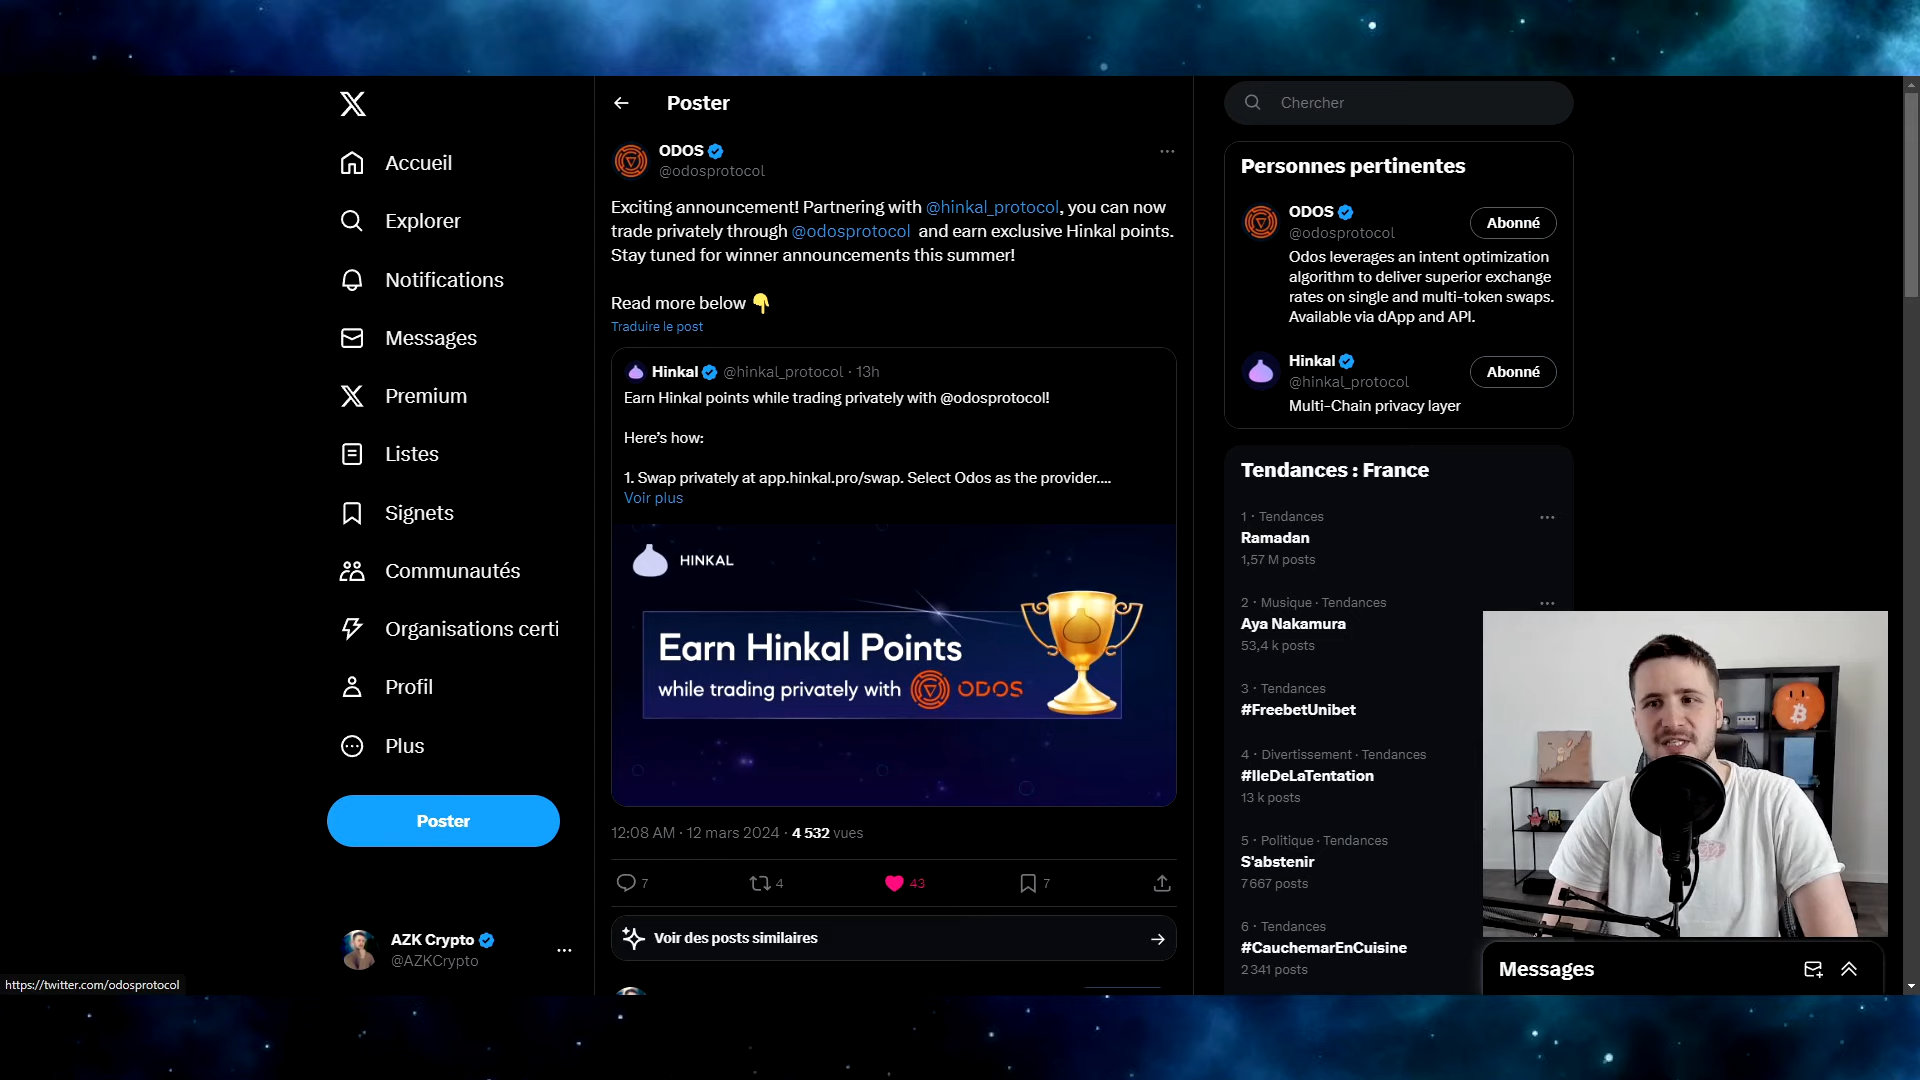 Accueil
Explorer
Notifications
Messages
Premium
Listes
Signets
Communautés
Organisations certi
Profil
Plus
Poster
AZK Crypto
@AZKCrypto
https://twitter.com/odosprotocol
Poster
ODOS
@odosprotocol
Exciting announcement! Partnering with @hinkal_protocol, you can now
trade privately through @odosprotocol and earn exclusive Hinkal points.
Stay tuned for winner announcements this summer!
Read more below 👇
Traduire le post
Hinkal @hinkal_protocol · 13h
Earn Hinkal points while trading privately with @odosprotocol!
Here's how:
1. Swap privately at app.hinkal.pro/swap. Select Odos as the provider....
Voir plus
HINKAL
Earn Hinkal Points
while trading privately with ODOS
12:08 AM · 12 mars 2024 · 4 532 vues
7
4
43
7
Voir des posts similaires
Chercher
Personnes pertinentes
ODOS
@odosprotocol
Abonné
Odos leverages an intent optimization
algorithm to deliver superior exchange
rates on single and multi-token swaps.
Available via dApp and API.
Hinkal
@hinkal_protocol
Abonné
Multi-Chain privacy layer
Tendances : France
1 · Tendances
Ramadan
1,57 M posts
2 · Musique · Tendances
Aya Nakamura
53,4 k posts
3 · Tendances
#FreebetUnibet
4 · Divertissement · Tendances
#IleDeLaTentation
13 k posts
5 · Politique · Tendances
S'abstenir
7 667 posts
6 · Tendances
#CauchemarEnCuisine
2 341 posts
Messages